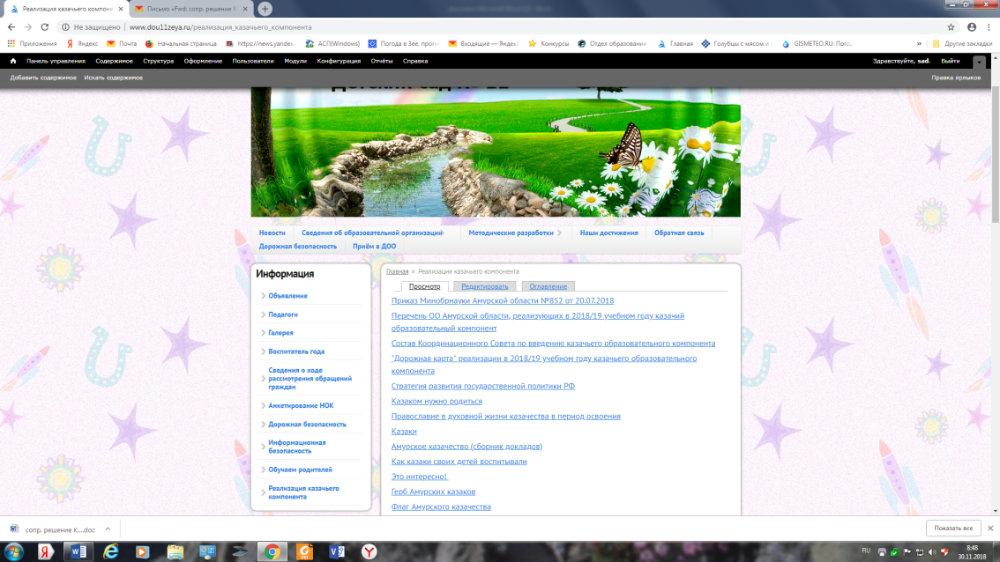 Реализация казачьего компоне
Письмо «Fwd: сопр. решение К
Не защищено | www.dou11zeya.ru/реализация_казачьего_компонента
Приложения Яндекс Почта Начальная страница https://news.yandex. АСП(Windows) Погода в Зее, прогн Входящие — Яндекс Конкурсы Отдел образования Главная Голубцы с мясом и GISMETEO.RU: Пого » Другие закладки
Панель управления Содержимое Структура Оформление Пользователи Модули Конфигурация Отчёты Справка Здравствуйте, sad. Выйти
Добавить содержимое Искать содержимое Правка ярлыков
Детский сад № 11
Новости Сведения об образовательной организации Методические разработки Наши достижения Обратная связь
Дорожная безопасность Приём в ДОО
Информация
Объявление
Педагоги
Галерея
Воспитатель года
Сведения о ходе
рассмотрения обращений
граждан
Анкетирование НОК
Дорожная безопасность
Информационная
безопасность
Обучаем родителей
Реализация казачьего
компонента
Главная » Реализация казачьего компонента
Просмотр Редактировать Оглавление
Приказ Минобрнауки Амурской области №852 от 20.07.2018
Перечень ОО Амурской области, реализующих в 2018/19 учебном году казачий
образовательный компонент
Состав Координационного Совета по введению казачьего образовательного компонента
"Дорожная карта" реализации в 2018/19 учебном году казачьего образовательного
компонента
Стратегия развития государственной политики РФ
Казаком нужно родиться
Православие в духовной жизни казачества в период освоения
Казаки
Амурское казачество (сборник докладов)
Как казаки своих детей воспитывали
Это интересно!
Герб Амурских казаков
Флаг Амурского казачества
сопр. решение К....doc
Показать все
RU
8:48
30.11.2018